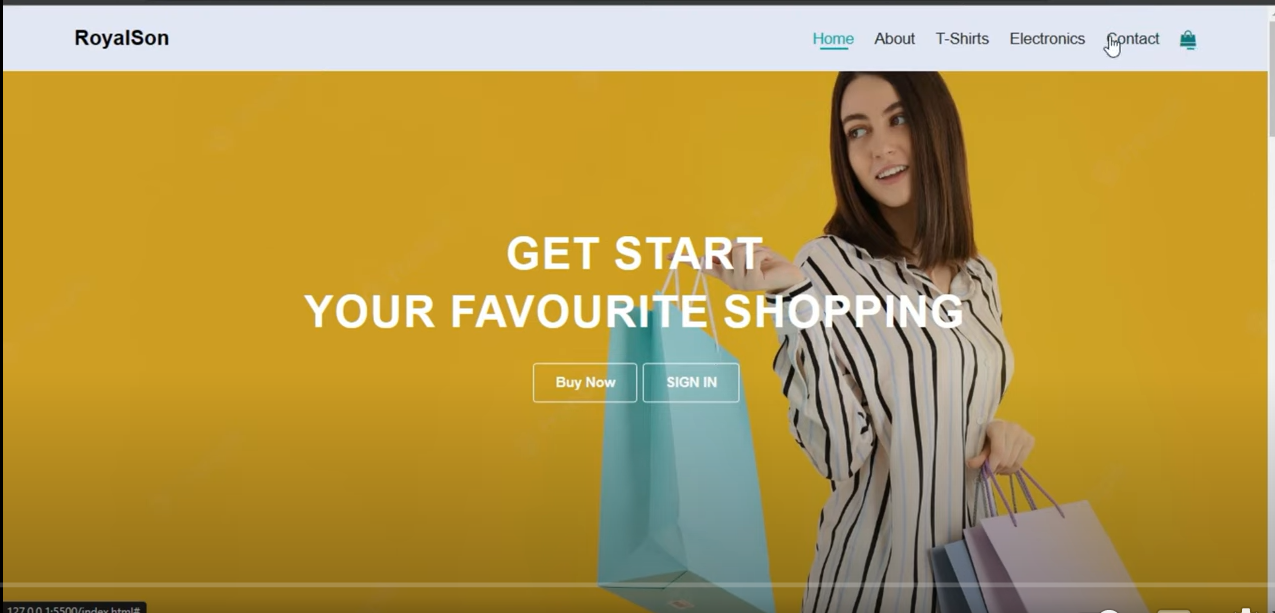 RoyalSon
Home About T-Shirts Electronics Contact
GET START
YOUR FAVOURITE SHOPPING
Buy Now SIGN IN
127.0.0.1:5500/index.html#